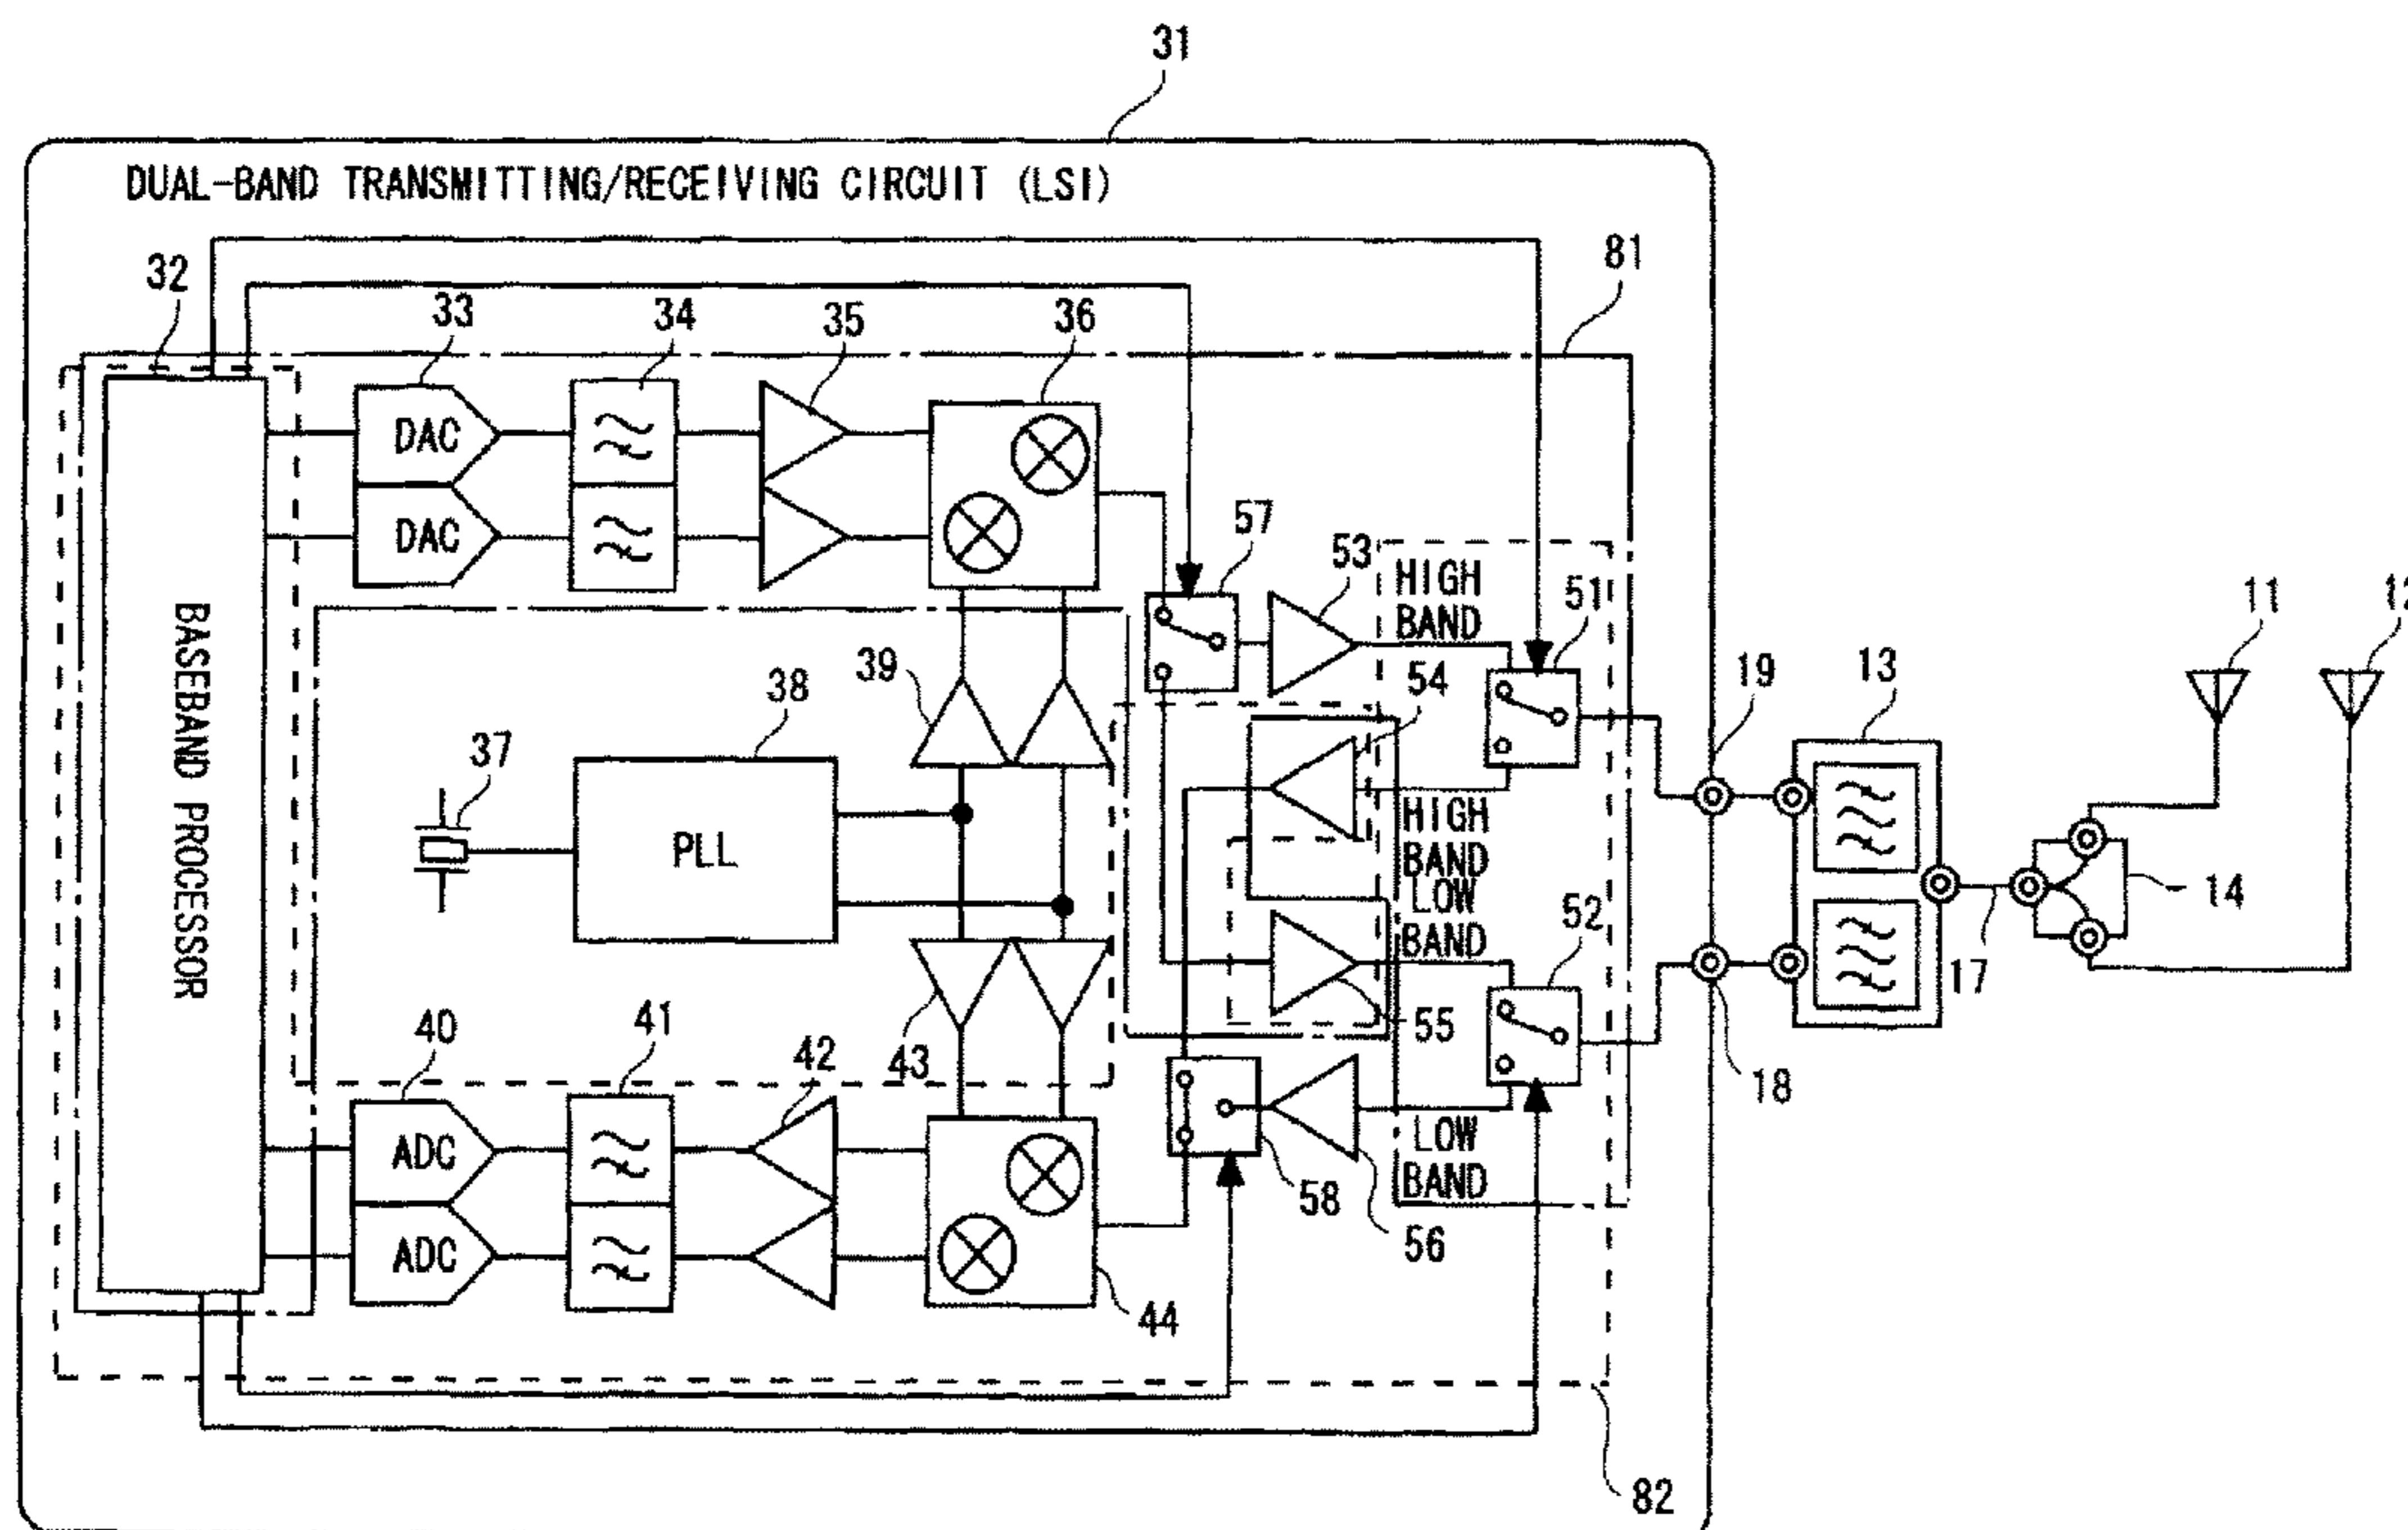 31
DUAL-BAND TRANSMITTING/RECEIVING CIRCUIT (LSI)
81
32
33
34
35
36
DAC
DAC
57
53
HIGH
BAND
51
11
12
BASEBAND PROCESSOR
39
54
38
19
13
37
PLL
HIGH
BAND
LOW
BAND
52
14
17
55
40
41
42
43
18
ADC
ADC
LOW
BAND
58
56
44
82